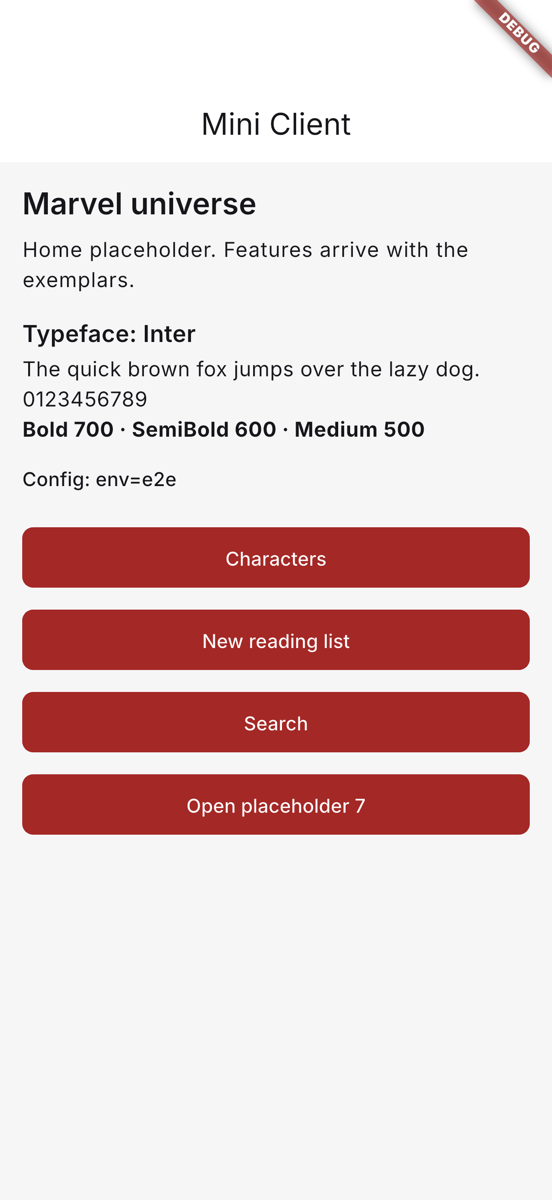 DEBUG
Mini Client
Marvel universe
Home placeholder. Features arrive with the
exemplars.
Typeface: Inter
The quick brown fox jumps over the lazy dog.
0123456789
Bold 700 · SemiBold 600 · Medium 500
Config: env=e2e
Characters
New reading list
Search
Open placeholder 7